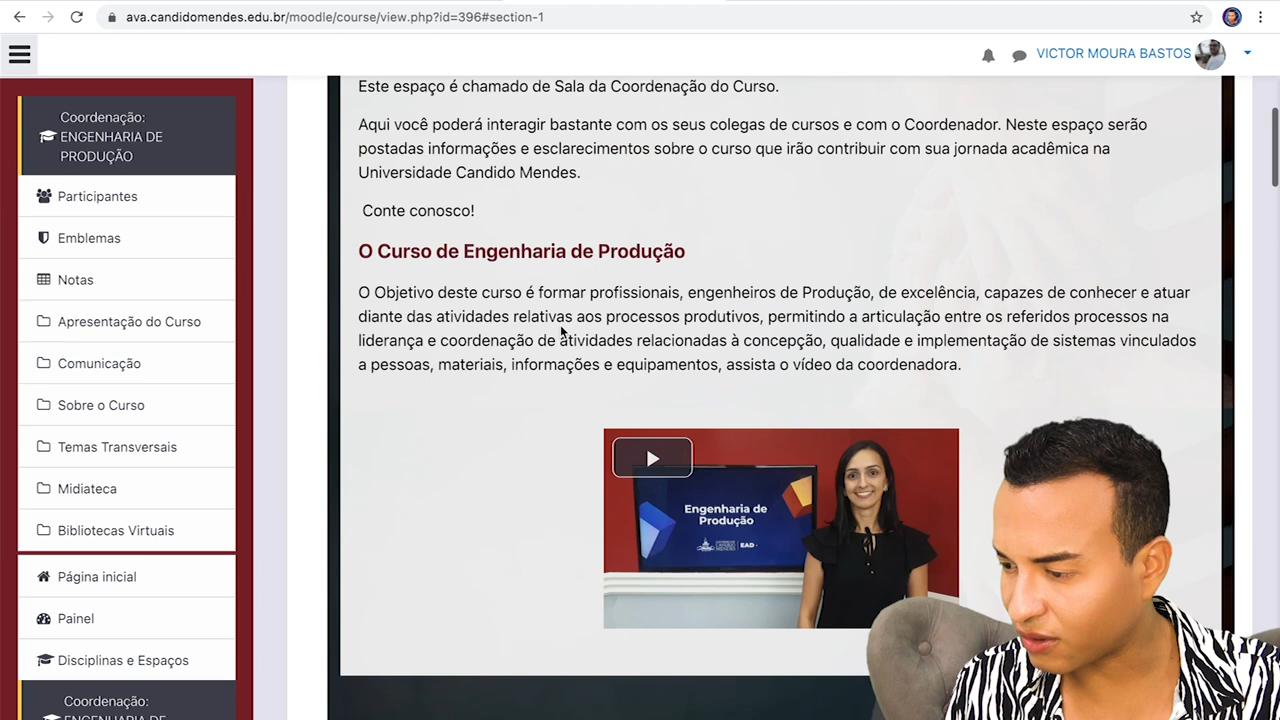 ava.candidomendes.edu.br/moodle/course/view.php?id=396#section-1
VICTOR MOURA BASTOS
Coordenação:
ENGENHARIA DE
PRODUÇÃO
Participantes
Emblemas
Notas
Apresentação do Curso
Comunicação
Sobre o Curso
Temas Transversais
Midiateca
Bibliotecas Virtuais
Página inicial
Painel
Disciplinas e Espaços
Coordenação:
ENGENHARIA DE
Este espaço é chamado de Sala da Coordenação do Curso.
Aqui você poderá interagir bastante com os seus colegas de cursos e com o Coordenador. Neste espaço serão
postadas informações e esclarecimentos sobre o curso que irão contribuir com sua jornada acadêmica na
Universidade Candido Mendes.
Conte conosco!
O Curso de Engenharia de Produção
O Objetivo deste curso é formar profissionais, engenheiros de Produção, de excelência, capazes de conhecer e atuar
diante das atividades relativas aos processos produtivos, permitindo a articulação entre os referidos processos na
liderança e coordenação de atividades relacionadas à concepção, qualidade e implementação de sistemas vinculados
a pessoas, materiais, informações e equipamentos, assista o vídeo da coordenadora.
Engenharia de
Produção
EAD